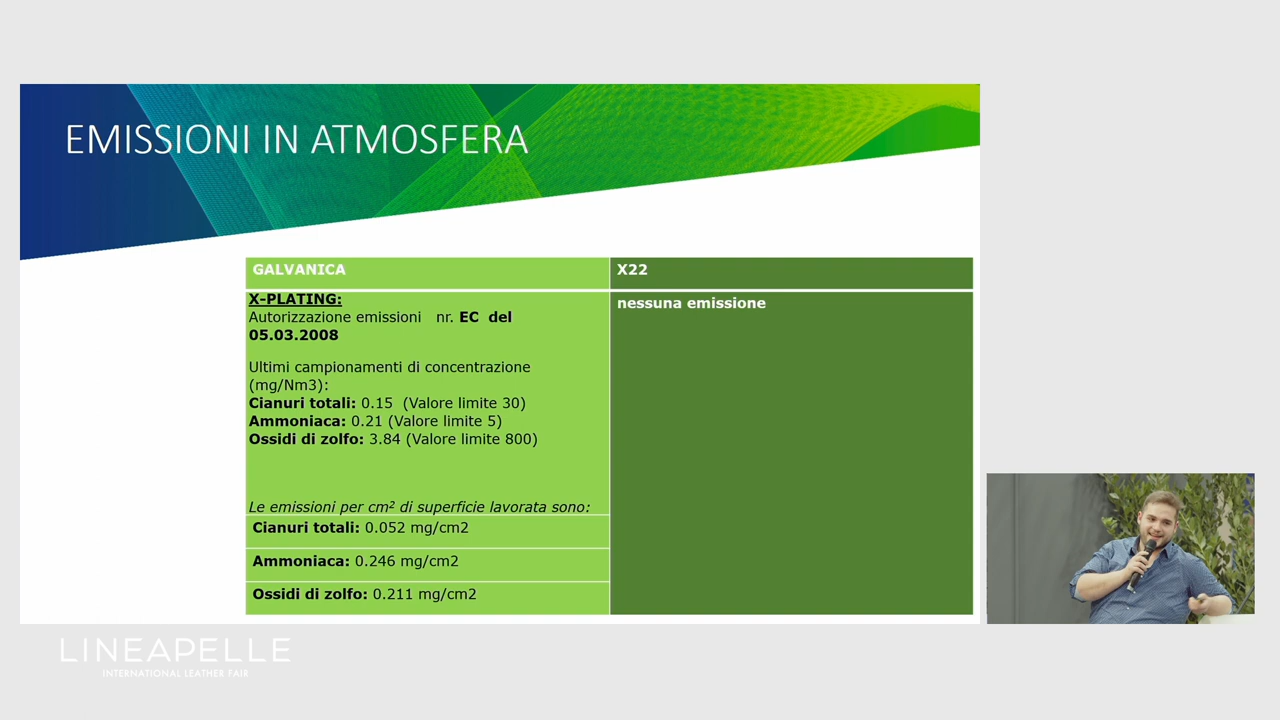 EMISSIONI IN ATMOSFERA
GALVANICA
X22
X-PLATING:
Autorizzazione emissioni nr. EC del
05.03.2008
Ultimi campionamenti di concentrazione
(mg/Nm3):
Cianuri totali: 0.15 (Valore limite 30)
Ammoniaca: 0.21 (Valore limite 5)
Ossidi di zolfo: 3.84 (Valore limite 800)
Le emissioni per cm² di superficie lavorata sono:
Cianuri totali: 0.052 mg/cm2
Ammoniaca: 0.246 mg/cm2
Ossidi di zolfo: 0.211 mg/cm2
nessuna emissione
LINEAPELLE
INTERNATIONAL LEATHER FAIR